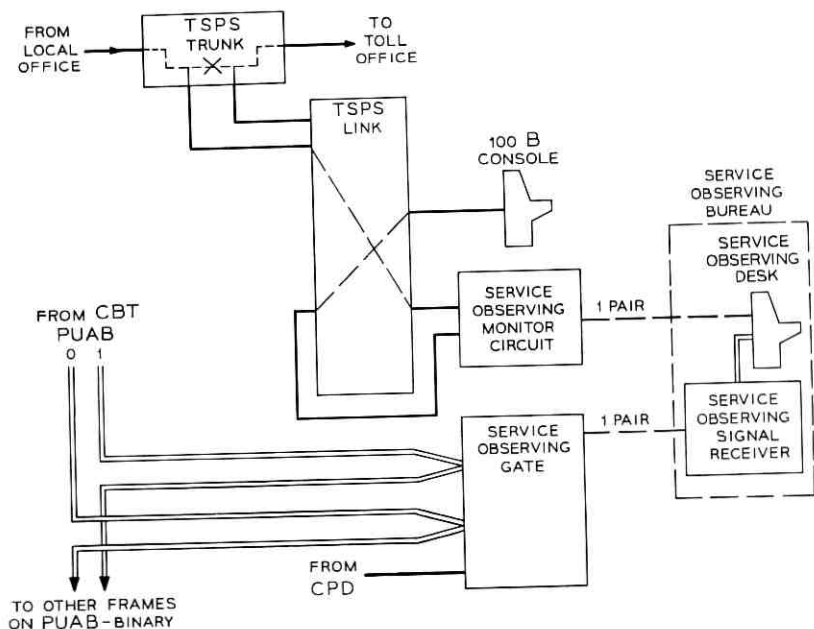 FROM
LOCAL
OFFICE
TSPS
TRUNK
TO
TOLL
OFFICE
TSPS
LINK
100 B
CONSOLE
SERVICE
OBSERVING
BUREAU
SERVICE
OBSERVING
DESK
FROM CBT
PUAB
0 1
SERVICE
OBSERVING
MONITOR
CIRCUIT
1 PAIR
SERVICE
OBSERVING
GATE
1 PAIR
SERVICE
OBSERVING
SIGNAL
RECEIVER
FROM
CPD
TO OTHER FRAMES
ON PUAB-BINARY